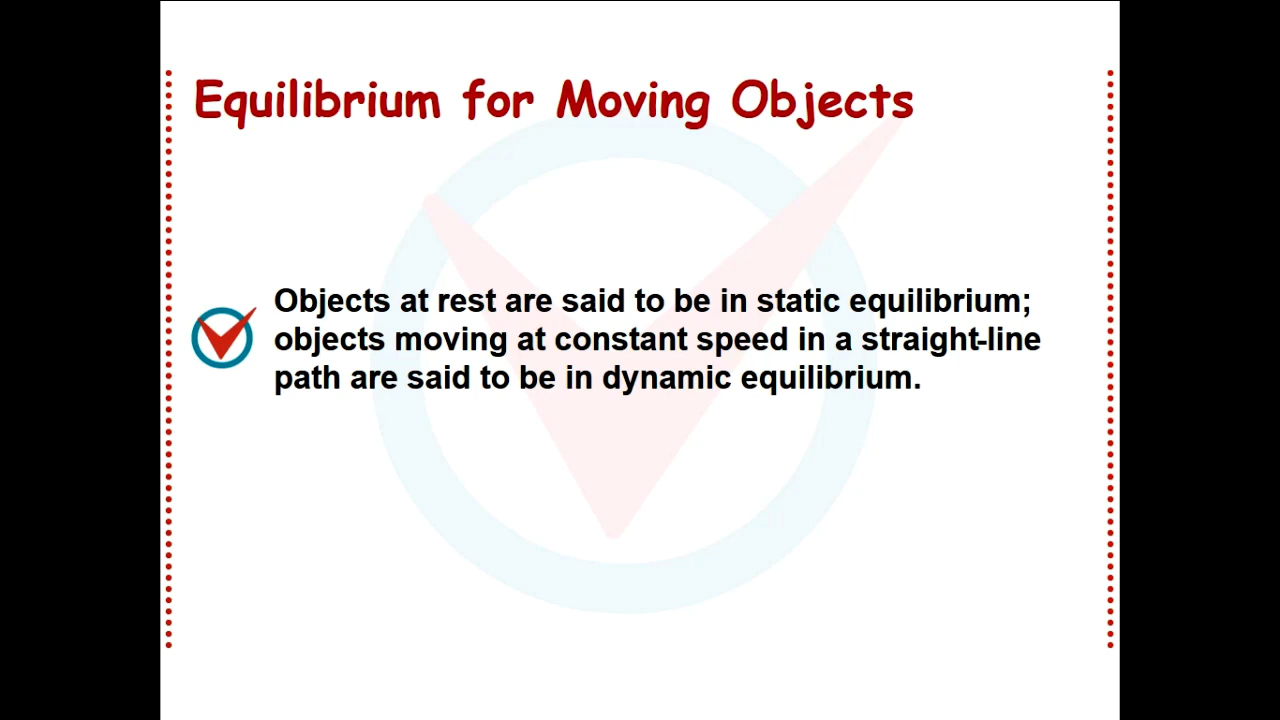 Equilibrium for Moving Objects
Objects at rest are said to be in static equilibrium;
objects moving at constant speed in a straight-line
path are said to be in dynamic equilibrium.